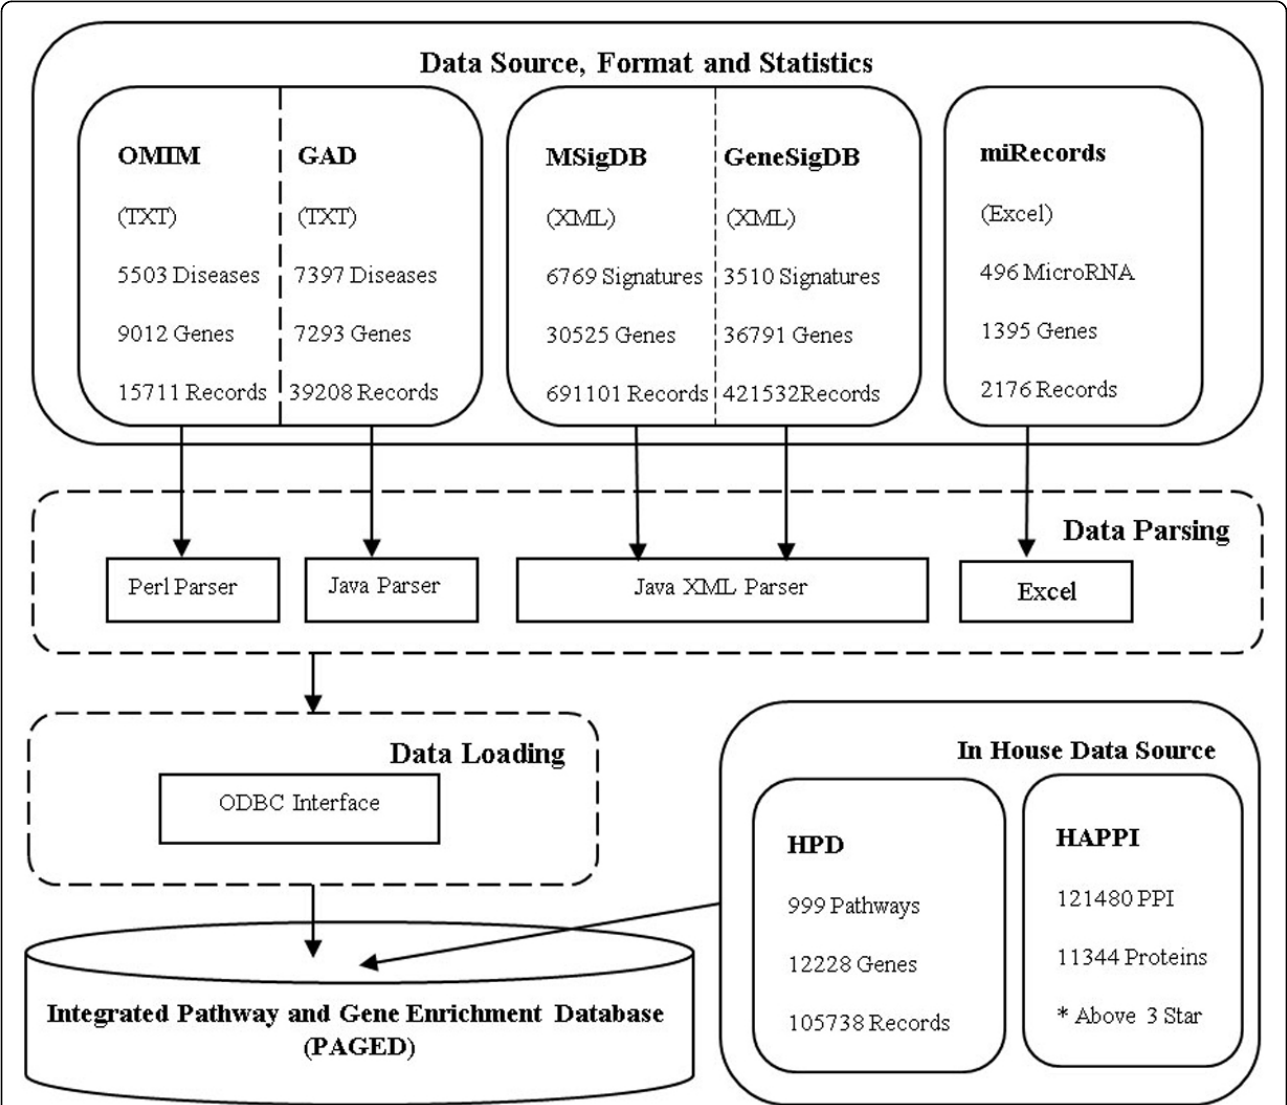 Data Source, Format and Statistics
OMIM
(TXT)
5503 Diseases
9012 Genes
15711 Records
GAD
(TXT)
7397 Diseases
7293 Genes
39208 Records
MSigDB
(XML)
6769 Signatures
30525 Genes
691101 Records
GeneSigDB
(XML)
3510 Signatures
36791 Genes
421532Records
miRecords
(Excel)
496 MicroRNA
1395 Genes
2176 Records
Data Parsing
Perl Parser
Java Parser
Java XML Parser
Excel
Data Loading
ODBC Interface
In House Data Source
HPD
999 Pathways
12228 Genes
105738 Records
HAPPI
121480 PPI
11344 Proteins
* Above 3 Star
Integrated Pathway and Gene Enrichment Database
(PAGED)